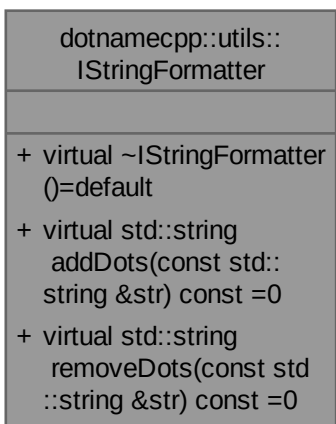 dotnamecpp::utils::
IStringFormatter
+ virtual ~IStringFormatter
()=default
+ virtual std::string
addDots(const std::
string &str) const =0
+ virtual std::string
removeDots(const std
::string &str) const =0